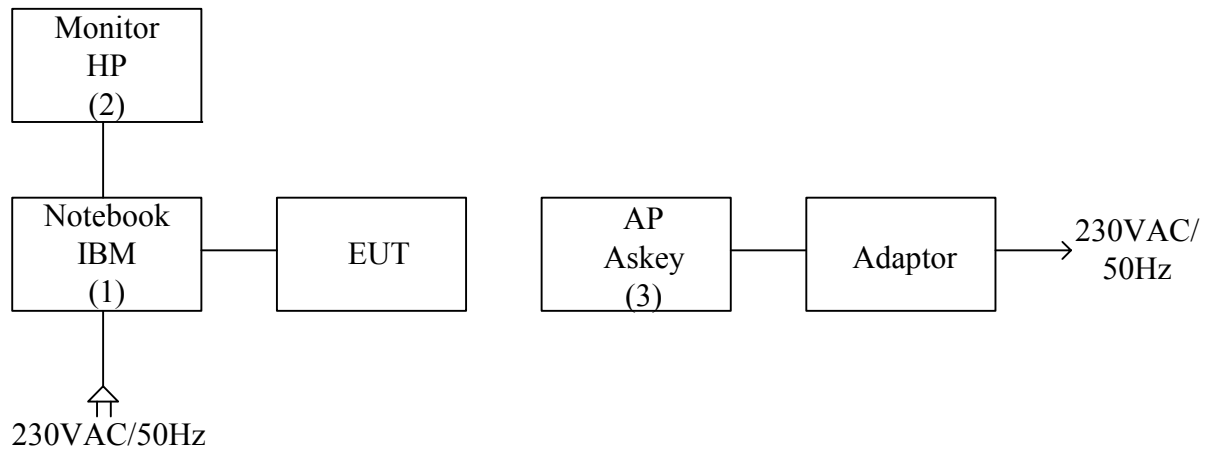 Monitor
HP
(2)
Notebook
IBM
(1)
EUT
AP
Askey
(3)
Adaptor
230VAC/
50Hz
230VAC/50Hz